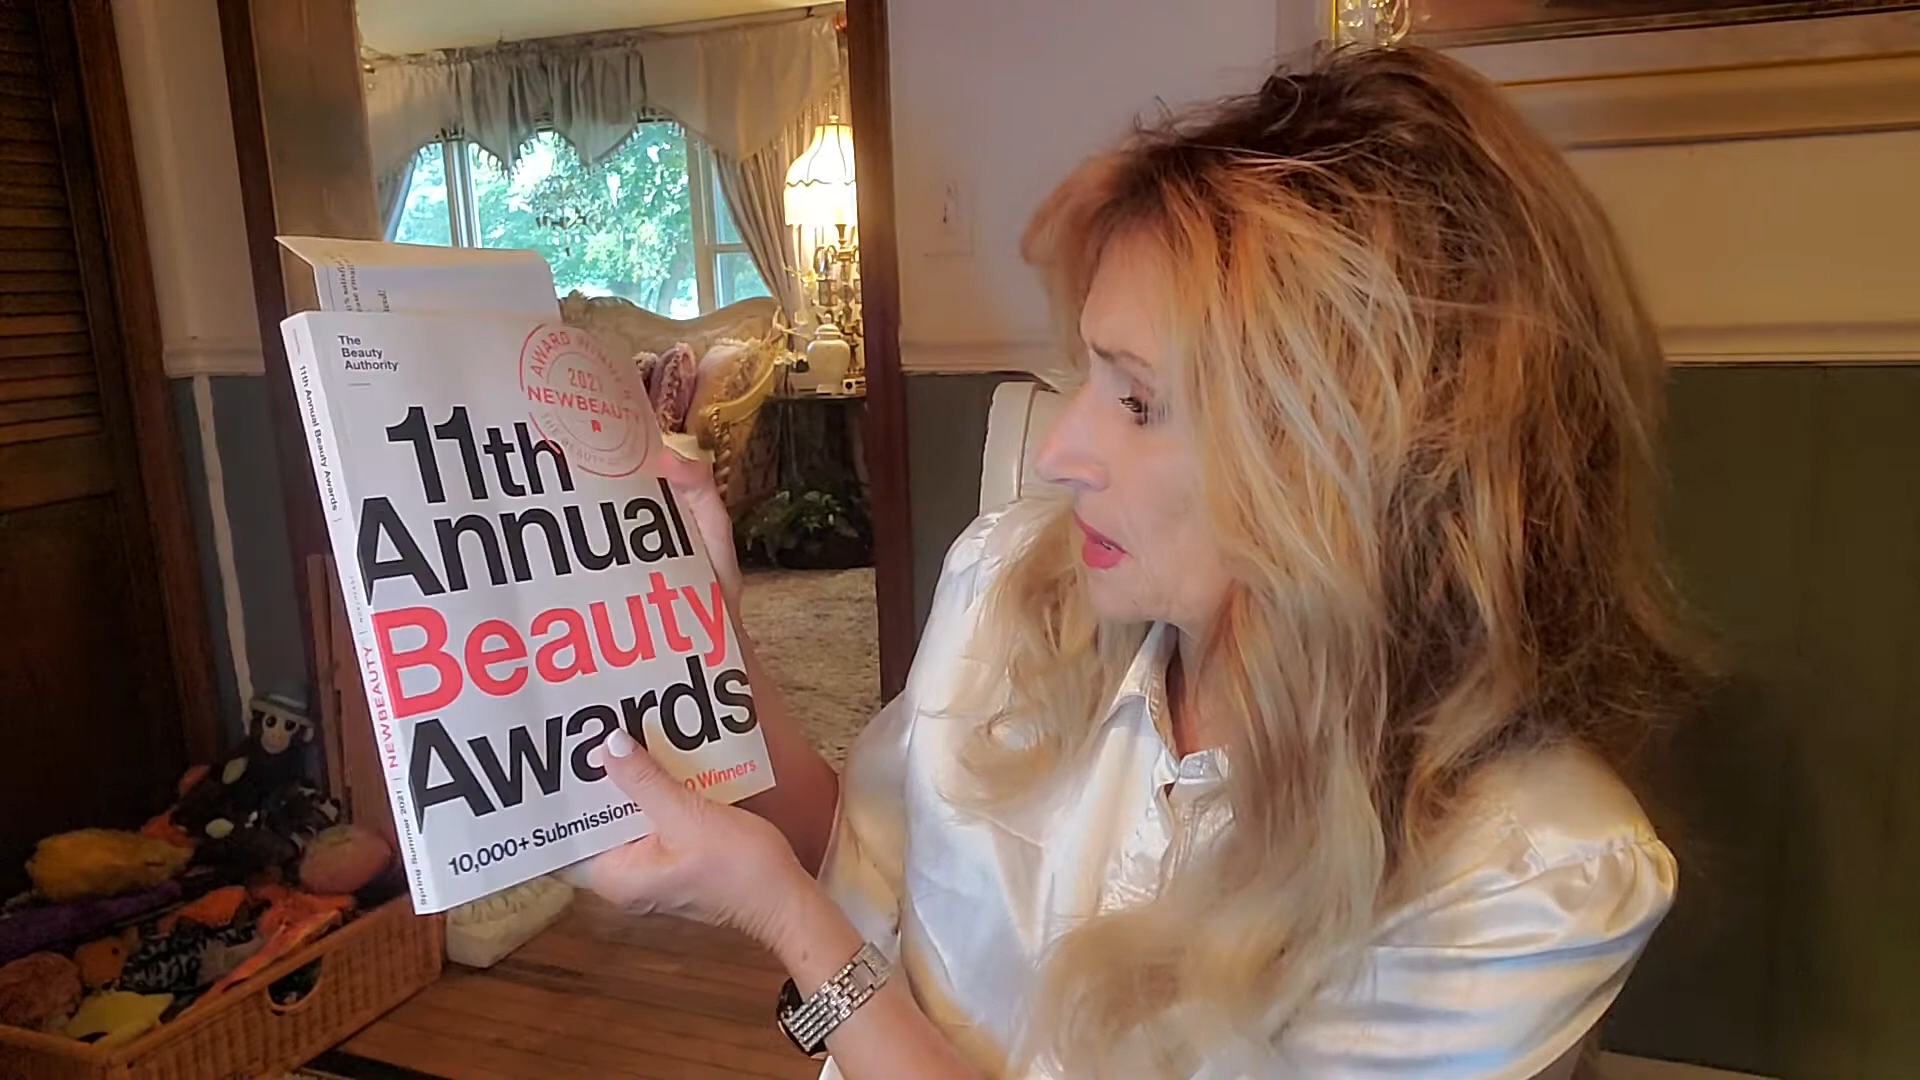 The
Beauty
Authority
AWARD WINNER
2021
NEWBEAUTY
11th
Annual
Beauty
Awards
10,000+ Submissions
Winners
11th Annual Beauty Awards
NEWBEAUTY
Spring Summer 2021